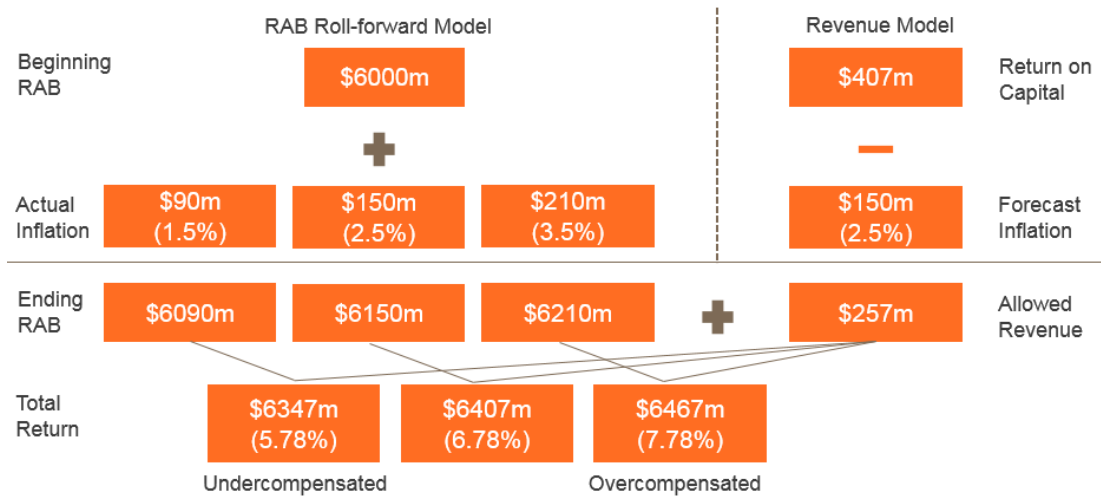 RAB Roll-forward Model
Revenue Model
Beginning
RAB
$6000m
$407m
Return on
Capital
Actual
Inflation
$90m
(1.5%)
$150m
(2.5%)
$210m
(3.5%)
$150m
(2.5%)
Forecast
Inflation
Ending
RAB
$6090m
$6150m
$6210m
$257m
Allowed
Revenue
Total
Return
$6347m
(5.78%)
$6407m
(6.78%)
$6467m
(7.78%)
Undercompensated
Overcompensated